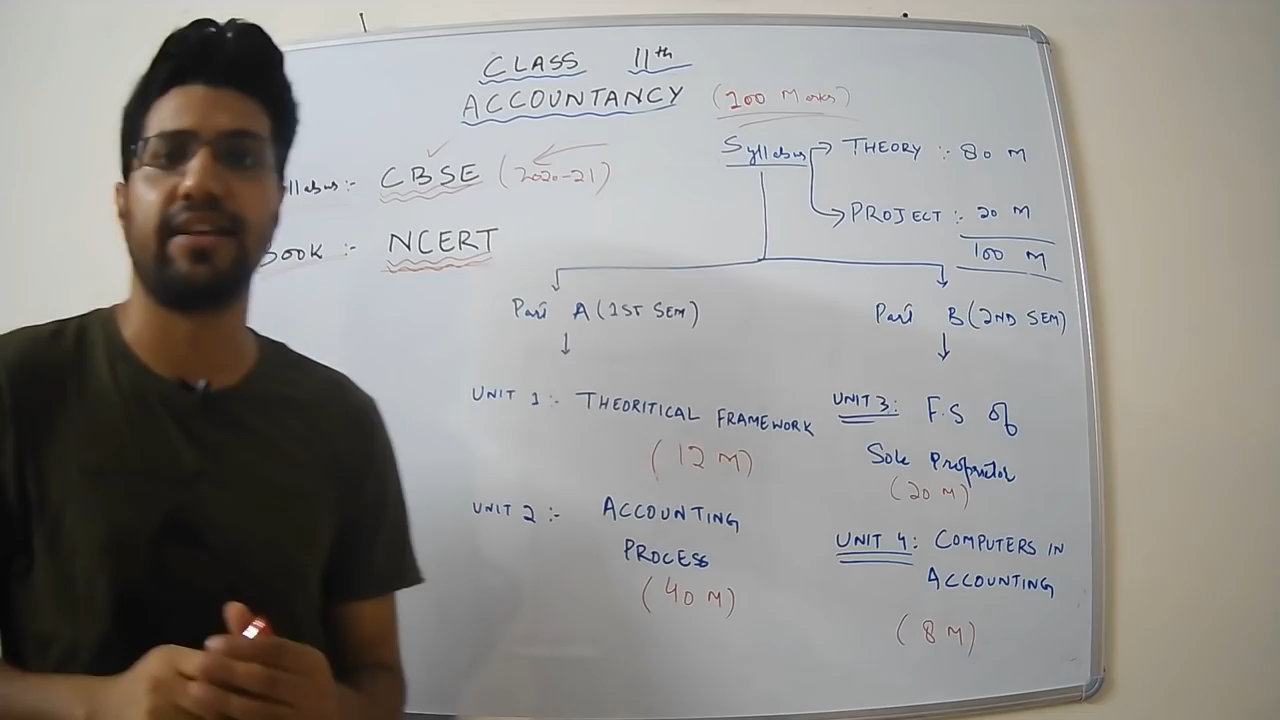 CLASS 11th
ACCOUNTANCY (100 Marks)
Syllabus → THEORY :- 80 M
llabus :- CBSE (2020-21)
→ PROJECT :- 20 M
100 M
Book :- NCERT
Part A (1ST SEM)
Part B (2ND SEM)
UNIT 1 :- THEORITICAL FRAMEWORK
(12 M)
UNIT 2 :- ACCOUNTING
PROCESS
(40 M)
UNIT 3 : F.S of
Sole Proprietor
(20 M)
UNIT 4 : COMPUTERS IN
ACCOUNTING
(8 M)